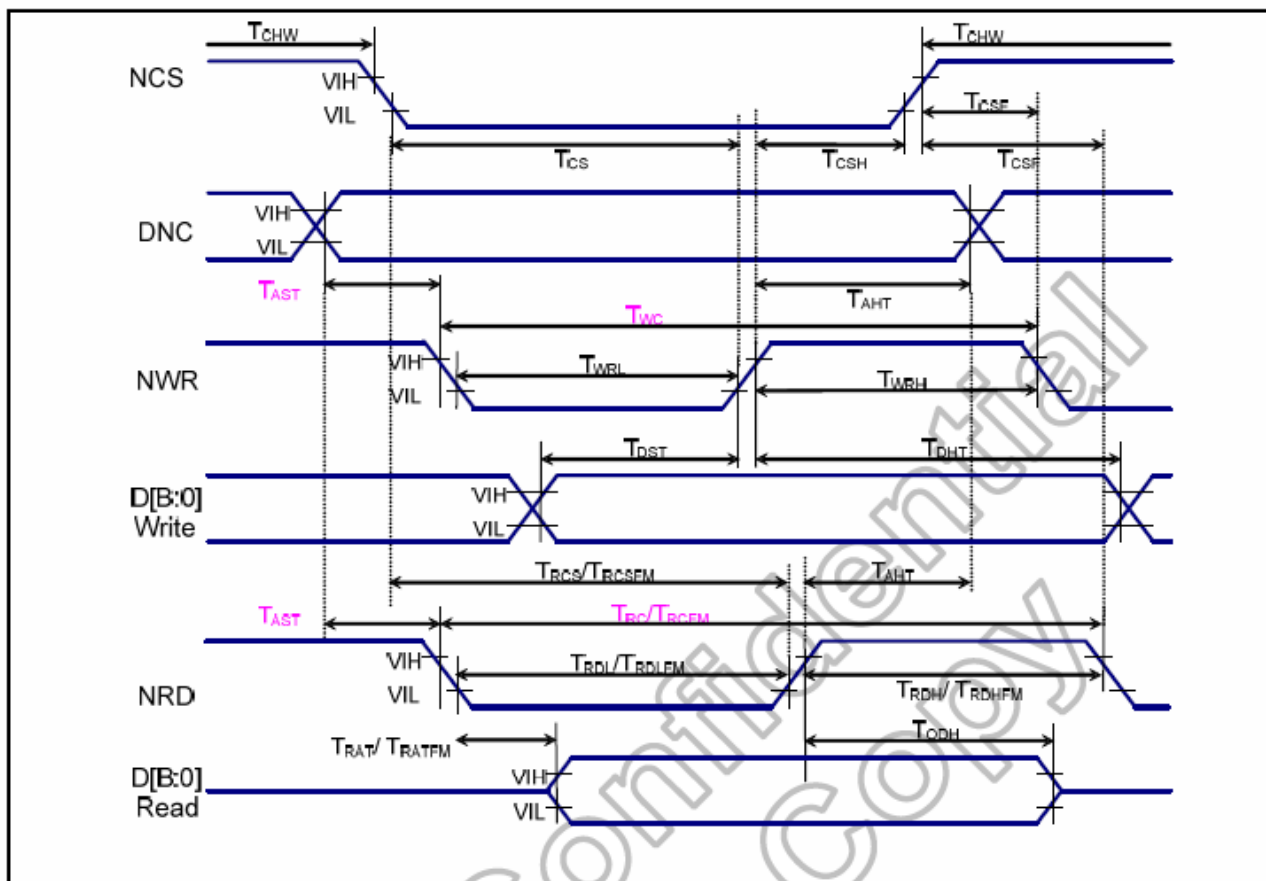 TCHW TCHW
NCS
VIH
VIL
TCSF
TCS TCSH TCSF
DNC
VIH
VIL
TAST TAHT
TWC
NWR
VIH
VIL
TWRL TWRH
TDST TDHT
D[B:0]
Write
VIH
VIL
TRCS/TRCSFM TAHT
TAST TRC/TRCFM
NRD
VIH
VIL
TRDL/TRDLFM TRDH/ TRDHFM
TRAT/ TRATFM TODH
D[B:0]
Read
VIH
VIL
Confidential
Copy